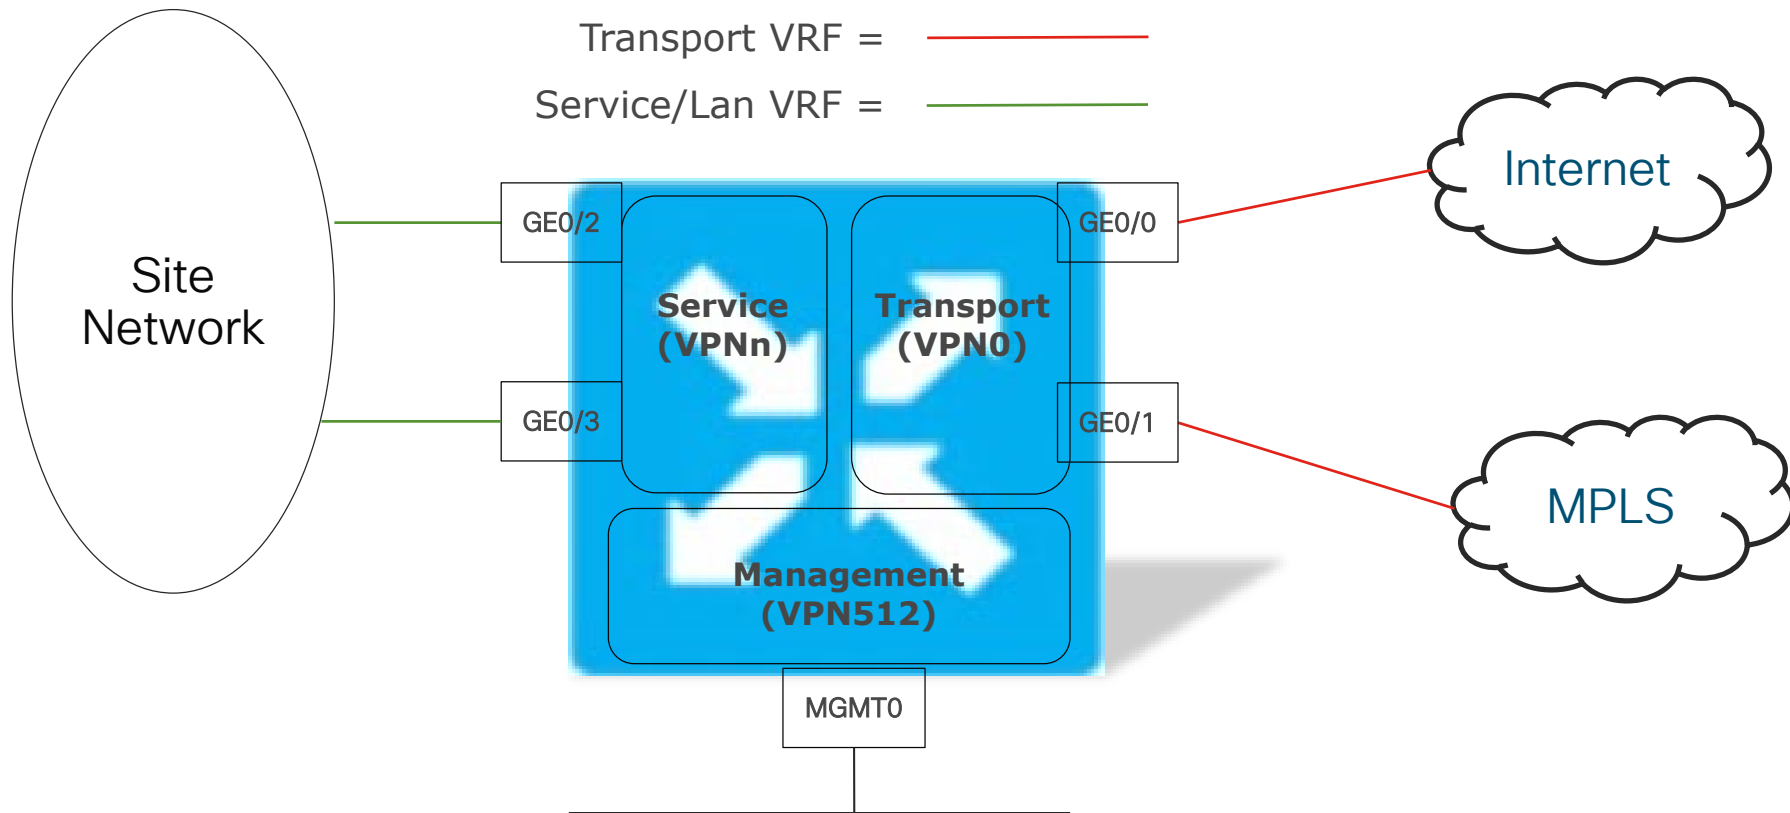 Transport VRF =
Service/Lan VRF =
Internet
GE0/2
GE0/0
Site
Network
Service
(VPNn)
Transport
(VPN0)
GE0/3
GE0/1
MPLS
Management
(VPN512)
MGMT0